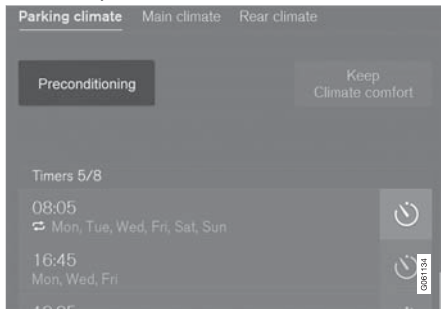 Parking climate Main climate Rear climate
Preconditioning
Keep
Climate comfort
Timers 5/8
08:05
Mon, Tue, Wed, Fri, Sat, Sun
16:45
Mon, Wed, Fri
G061134